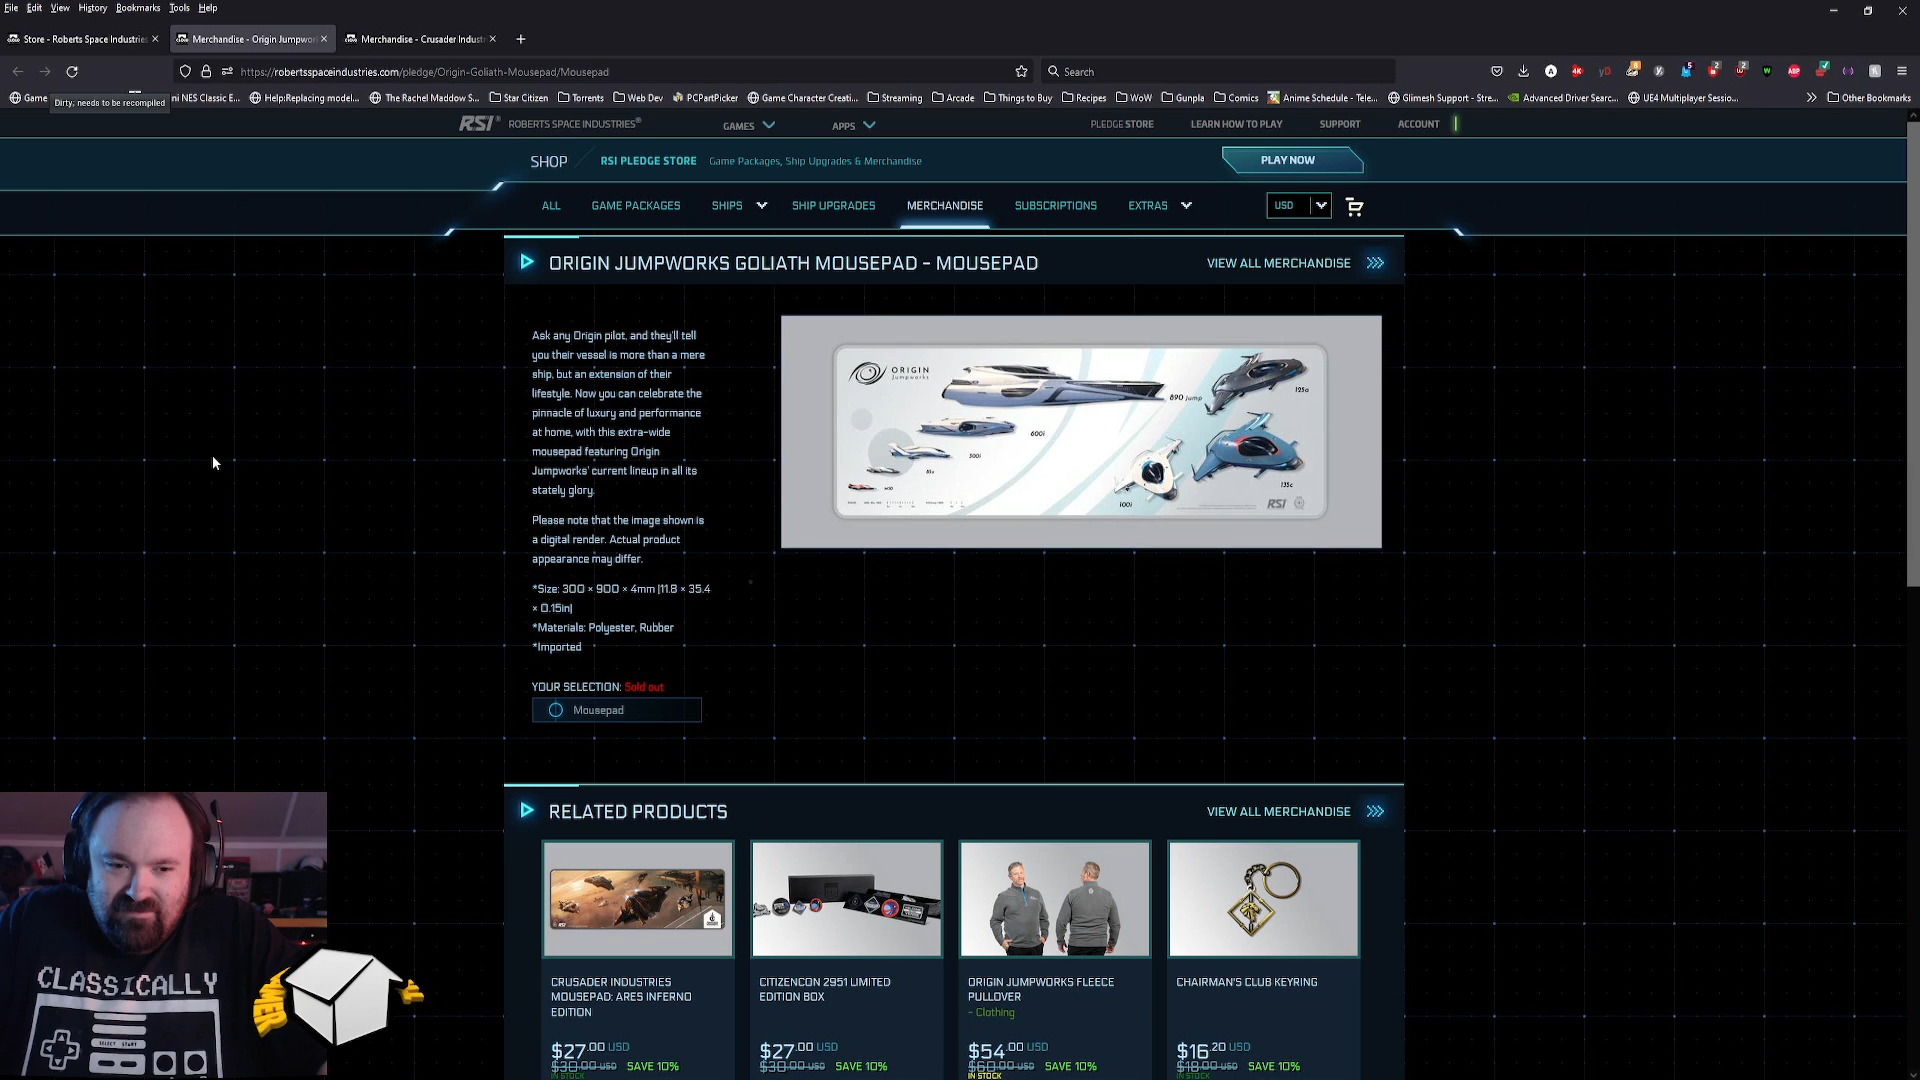 File Edit View History Bookmarks Tools Help
Store - Roberts Space Industries
Merchandise - Origin Jumpwor
Merchandise - Crusader Indust
https://robertsspaceindustries.com/pledge/Origin-Goliath-Mousepad/Mousepad
Search
Game
Dirty, needs to be recompiled
ni NES Classic E...
Help:Replacing model...
The Rachel Maddow S...
Star Citizen
Torrents
Web Dev
PCPartPicker
Game Character Creati...
Streaming
Arcade
Things to Buy
Recipes
WoW
Gunpla
Comics
Anime Schedule - Tele...
Glimesh Support - Stre...
Advanced Driver Searc...
UE4 Multiplayer Sessio...
Other Bookmarks
RSI ROBERTS SPACE INDUSTRIES®
GAMES
APPS
PLEDGE STORE
LEARN HOW TO PLAY
SUPPORT
ACCOUNT
SHOP
RSI PLEDGE STORE
Game Packages, Ship Upgrades & Merchandise
PLAY NOW
ALL
GAME PACKAGES
SHIPS
SHIP UPGRADES
MERCHANDISE
SUBSCRIPTIONS
EXTRAS
USD
ORIGIN JUMPWORKS GOLIATH MOUSEPAD - MOUSEPAD
VIEW ALL MERCHANDISE
Ask any Origin pilot, and they'll tell
you their vessel is more than a mere
ship, but an extension of their
lifestyle. Now you can celebrate the
pinnacle of luxury and performance
at home, with this extra-wide
mousepad featuring Origin
Jumpworks' current lineup in all its
stately glory.
Please note that the image shown is
a digital render. Actual product
appearance may differ.
*Size: 300 × 900 × 4mm |11.8 × 35.4
× 0.15in|
*Materials: Polyester, Rubber
*Imported
YOUR SELECTION: Sold out
Mousepad
ORIGIN
Jumpworks
890 Jump
125a
600i
300i
85x
135c
100i
RSI
RELATED PRODUCTS
VIEW ALL MERCHANDISE
CRUSADER INDUSTRIES
MOUSEPAD: ARES INFERNO
EDITION
$27.00 USD
$30.00 USD SAVE 10%
IN STOCK
CITIZENCON 2951 LIMITED
EDITION BOX
$27.00 USD
$30.00 USD SAVE 10%
ORIGIN JUMPWORKS FLEECE
PULLOVER
- Clothing
$54.00 USD
$60.00 USD SAVE 10%
IN STOCK
CHAIRMAN'S CLUB KEYRING
$16.20 USD
$18.00 USD SAVE 10%
IN STOCK
CLASSICALLY
SELECT START